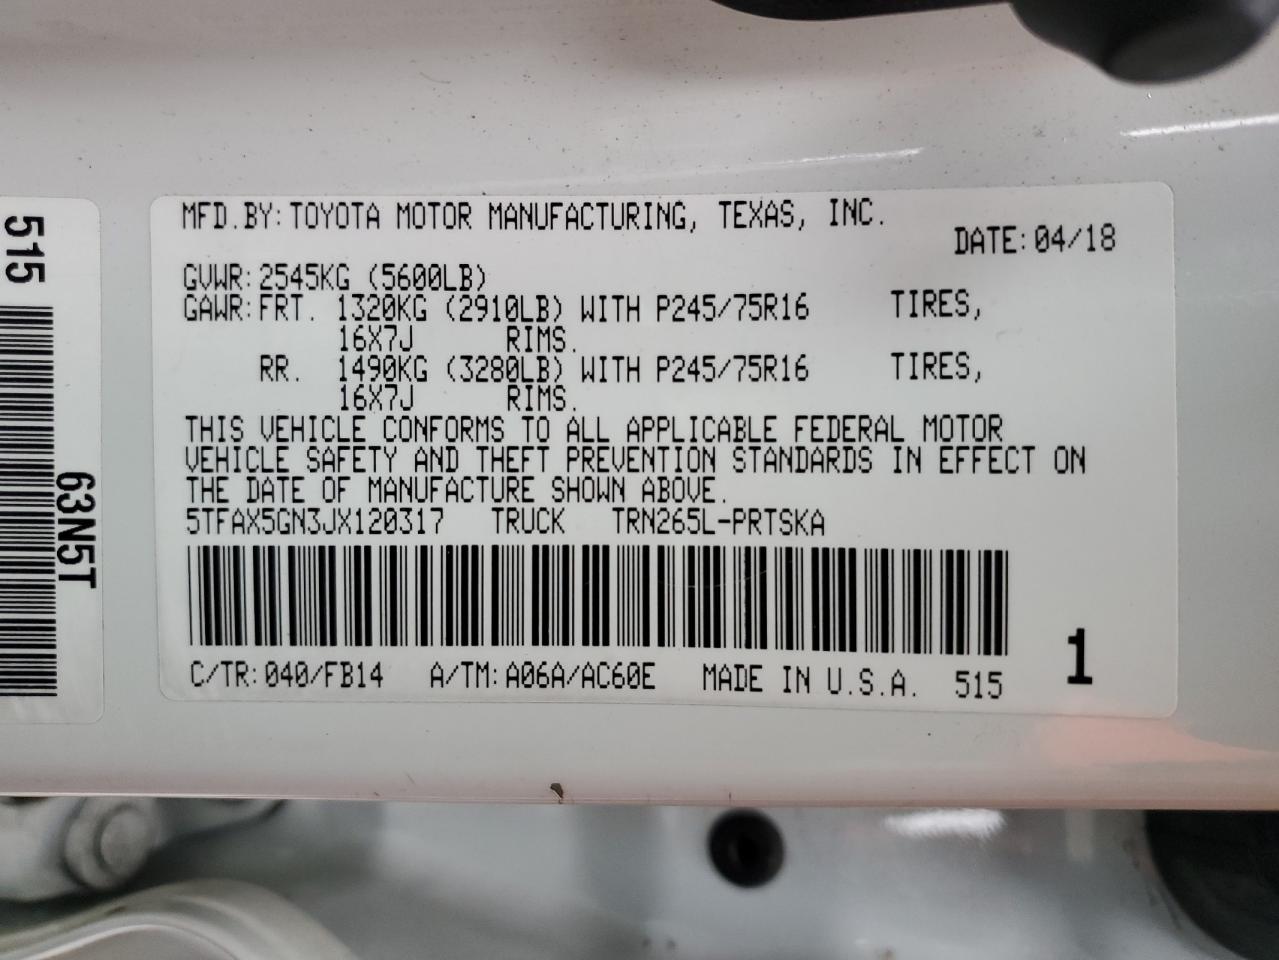 515
63N5T
MFD.BY:TOYOTA MOTOR MANUFACTURING, TEXAS, INC.
DATE:04/18
GVWR:2545KG (5600LB)
GAWR:FRT. 1320KG (2910LB) WITH P245/75R16 TIRES,
16X7J RIMS.
RR. 1490KG (3280LB) WITH P245/75R16 TIRES,
16X7J RIMS.
THIS VEHICLE CONFORMS TO ALL APPLICABLE FEDERAL MOTOR
VEHICLE SAFETY AND THEFT PREVENTION STANDARDS IN EFFECT ON
THE DATE OF MANUFACTURE SHOWN ABOVE.
5TFAX5GN3JX120317 TRUCK TRN265L-PRTSKA
C/TR:040/FB14 A/TM:A06A/AC60E MADE IN U.S.A. 515
1